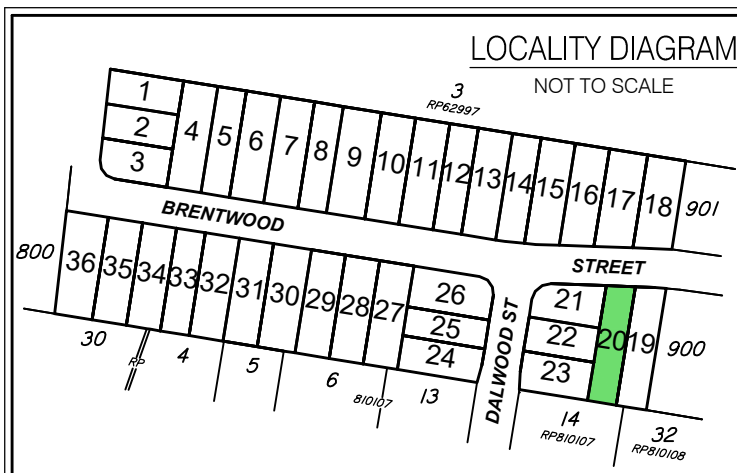 LOCALITY DIAGRAM
NOT TO SCALE
3
RP62997
1
2
3
4 5 6 7 8 9 10 11 12 13 14 15 16 17 18 901
BRENTWOOD STREET
800 36 35 34 33 32 31 30 29 28 27
26
25
24
DALWOOD ST
21
22
23
20 19 900
30 RP 4 5 6 810107 13
14
RP810107
32
RP810108